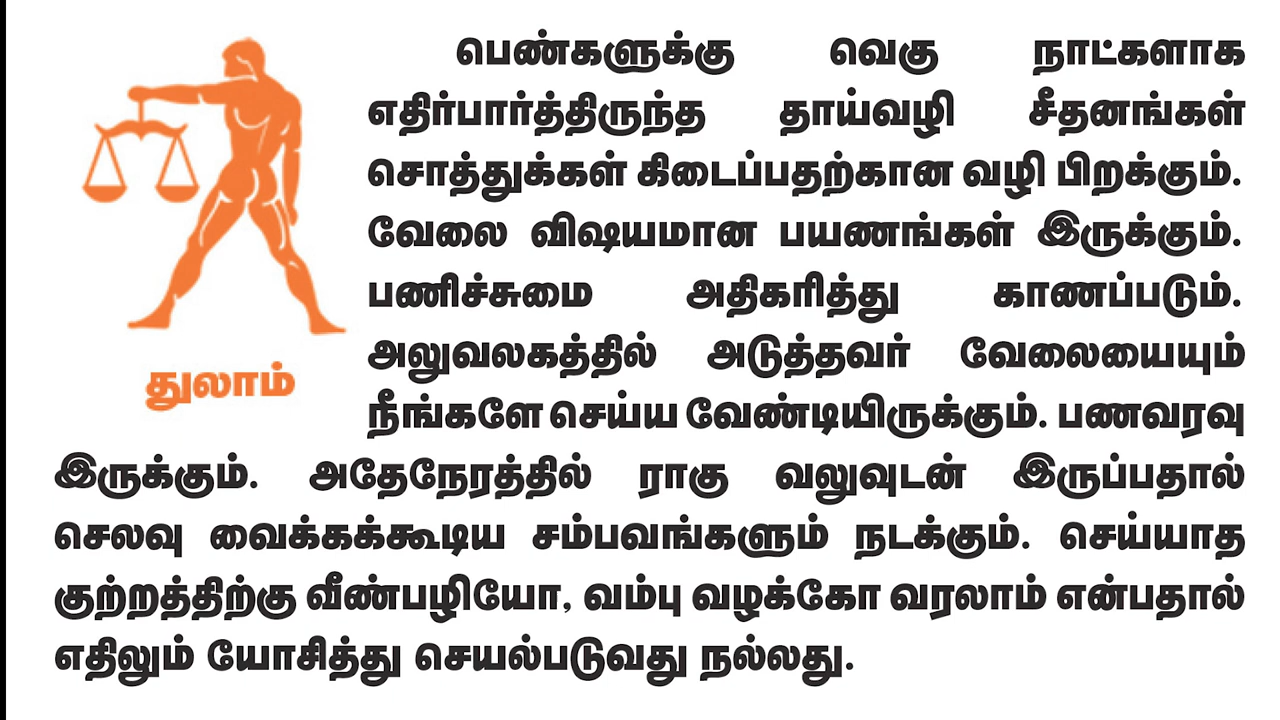 பெண்களுக்கு வெகு நாட்களாக
எதிர்பார்த்திருந்த தாய்வழி சீதனங்கள்
சொத்துக்கள் கிடைப்பதற்கான வழி பிறக்கும்.
வேலை விஷயமான பயணங்கள் இருக்கும்.
பணிச்சுமை அதிகரித்து காணப்படும்.
அலுவலகத்தில் அடுத்தவர் வேலையையும்
நீங்களே செய்ய வேண்டியிருக்கும். பணவரவு
இருக்கும். அதேநேரத்தில் ராகு வலுவுடன் இருப்பதால்
செலவு வைக்கக்கூடிய சம்பவங்களும் நடக்கும். செய்யாத
குற்றத்திற்கு வீண்பழியோ, வம்பு வழக்கோ வரலாம் என்பதால்
எதிலும் யோசித்து செயல்படுவது நல்லது.
துலாம்